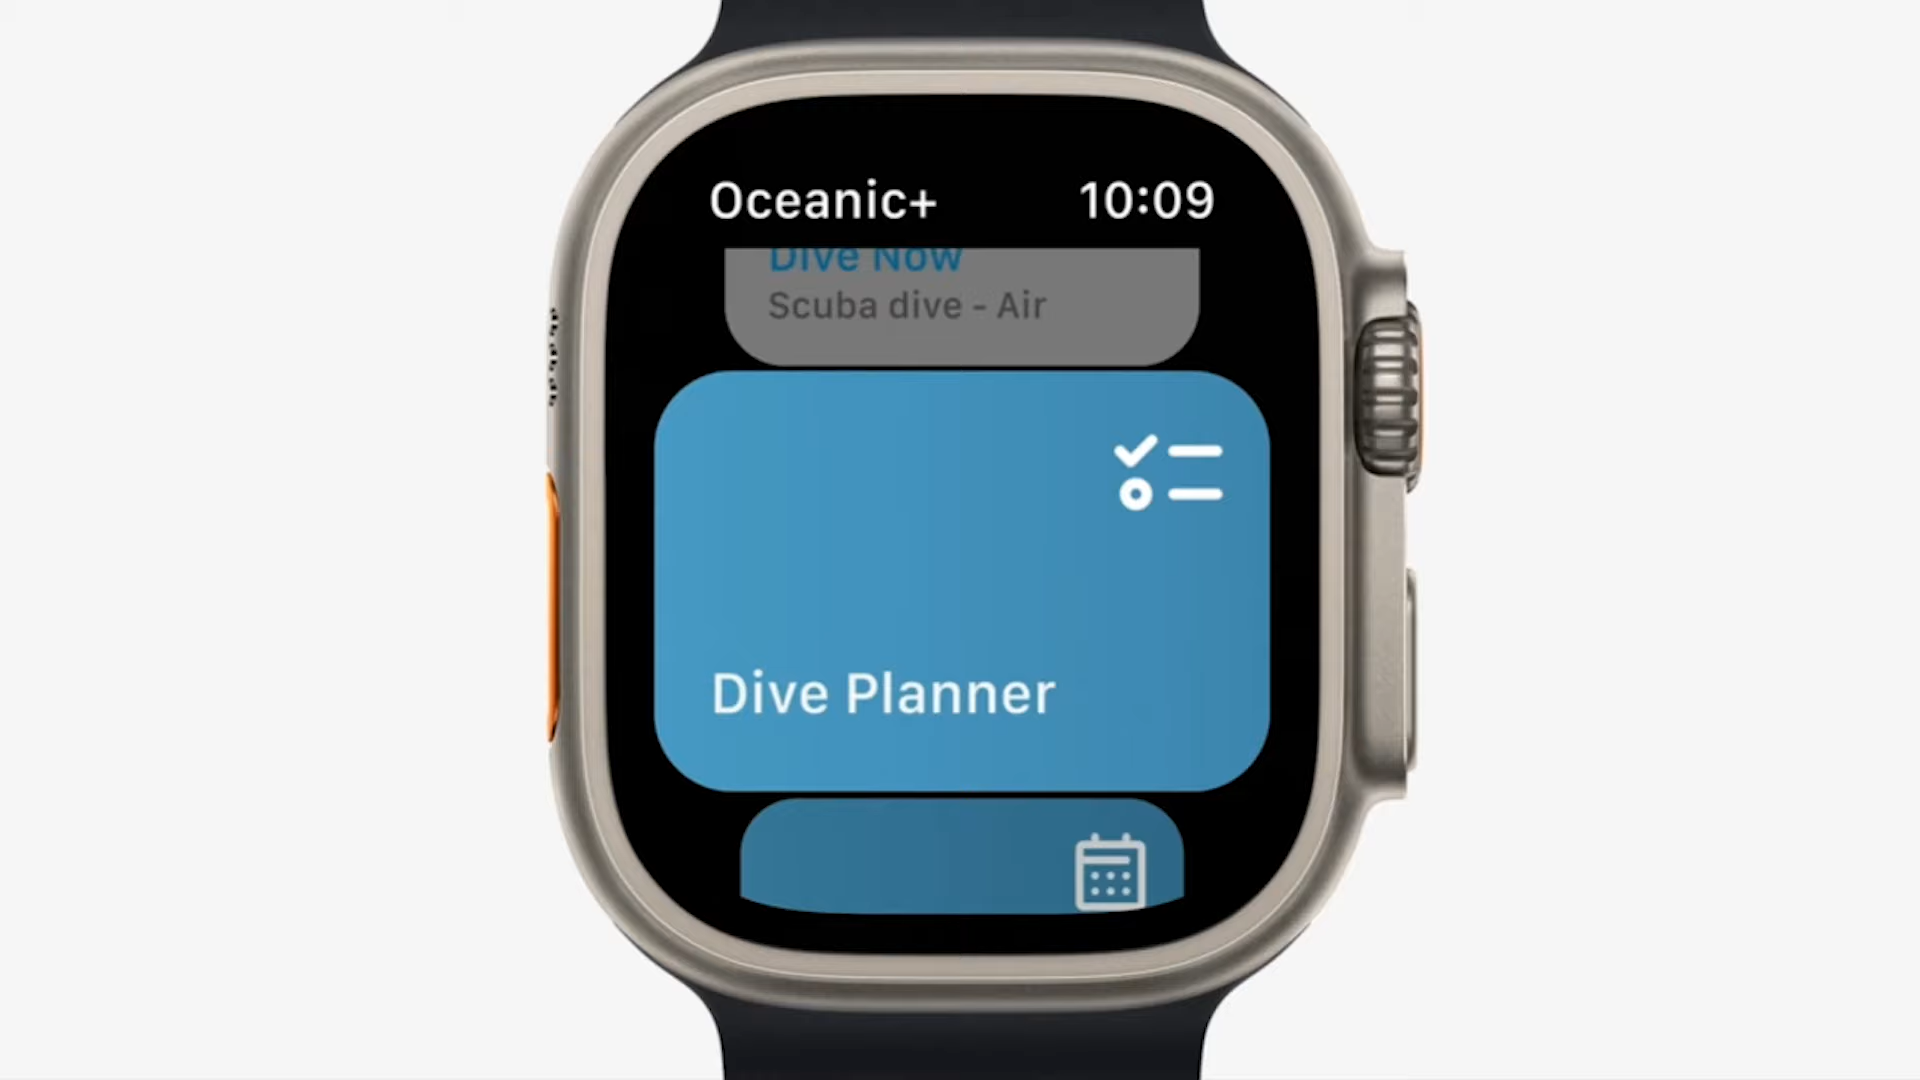 Oceanic+
10:09
Dive Now
Scuba dive - Air
Dive Planner